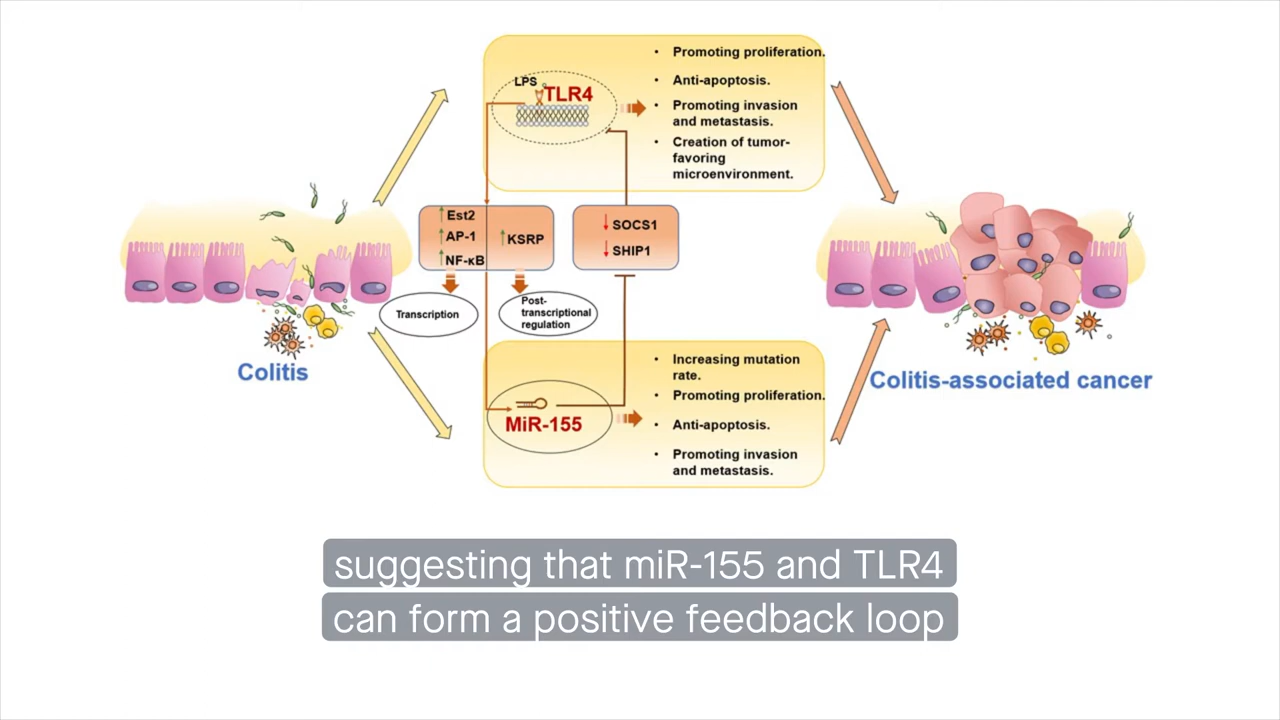 LPS
TLR4
• Promoting proliferation.
• Anti-apoptosis.
• Promoting invasion
and metastasis.
• Creation of tumor-
favoring
microenvironment.
↑Est2
↑AP-1
↑NF-κB
↑KSRP
↓SOCS1
↓SHIP1
Transcription
Post-
transcriptional
regulation
Colitis
Colitis-associated cancer
MiR-155
• Increasing mutation
rate.
• Promoting proliferation.
• Anti-apoptosis.
• Promoting invasion
and metastasis.
suggesting that miR-155 and TLR4
can form a positive feedback loop